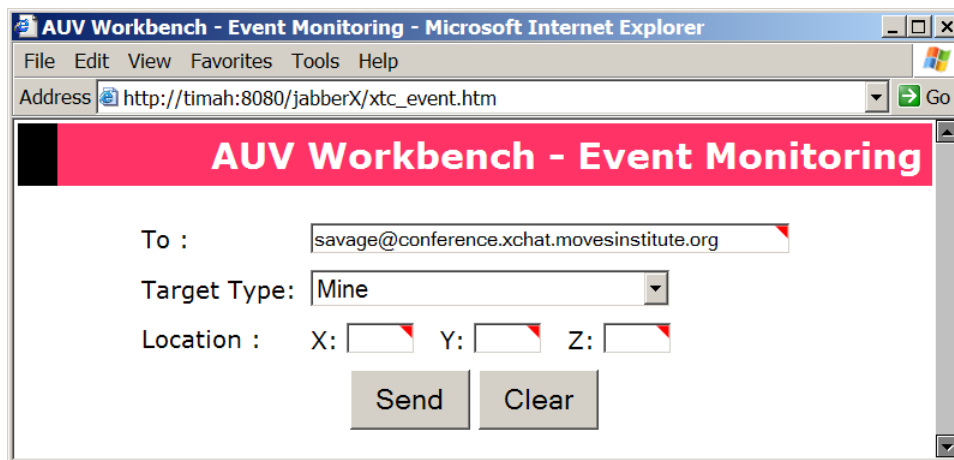 AUV Workbench - Event Monitoring - Microsoft Internet Explorer
File Edit View Favorites Tools Help
Address http://timah:8080/jabberX/xtc_event.htm Go
AUV Workbench - Event Monitoring
To : savage@conference.xchat.movesinstitute.org
Target Type: Mine
Location : X: Y: Z:
Send Clear